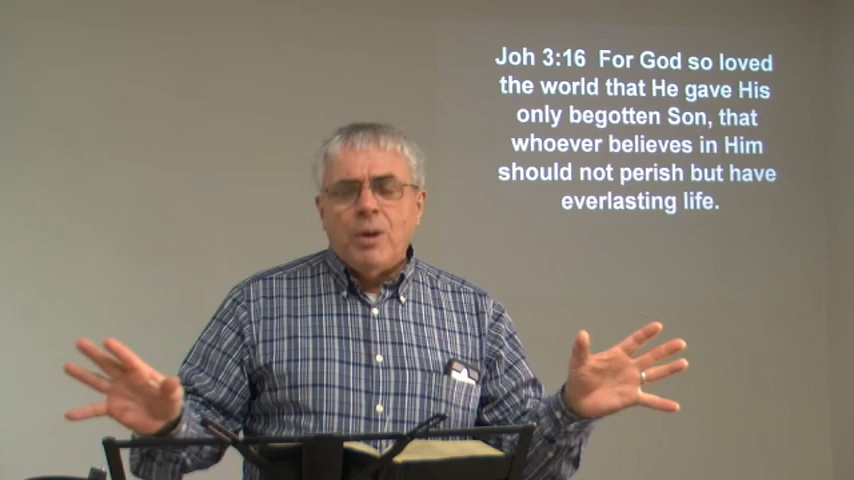 Joh 3:16 For God so loved
the world that He gave His
only begotten Son, that
whoever believes in Him
should not perish but have
everlasting life.